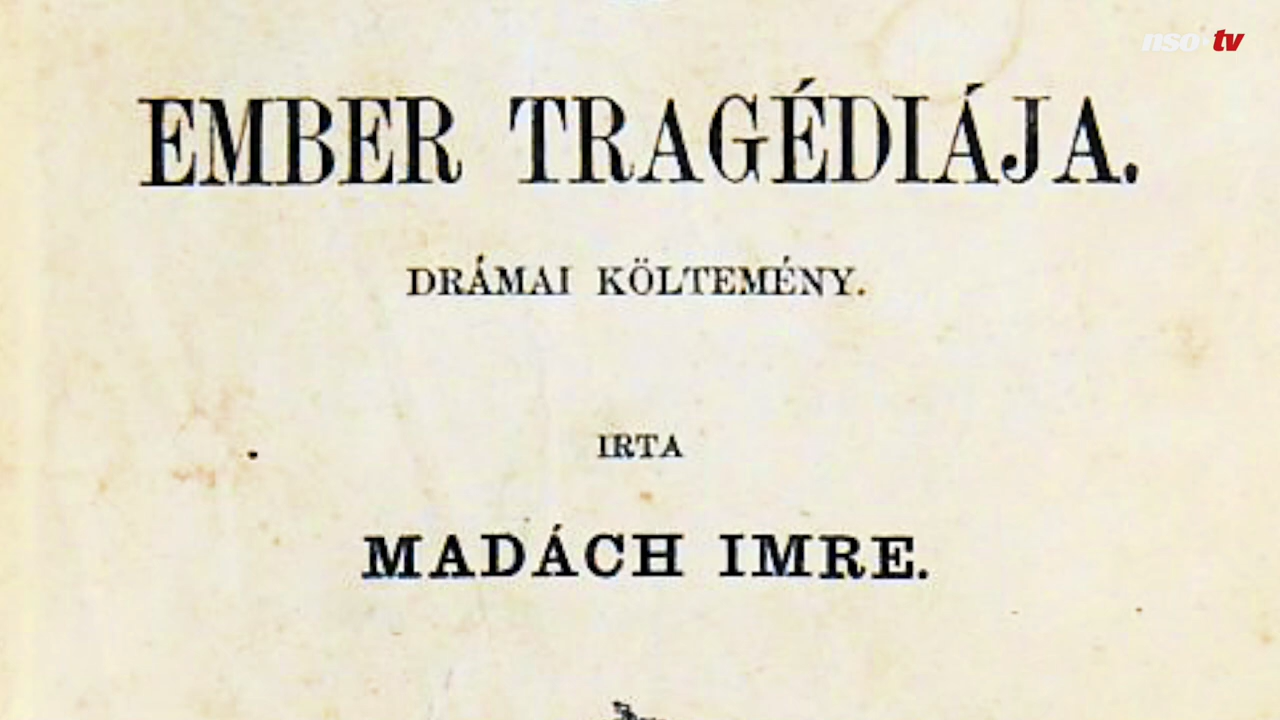 nso tv
EMBER TRAGÉDIÁJA.
DRÁMAI KÖLTEMÉNY.
IRTA
MADÁCH IMRE.